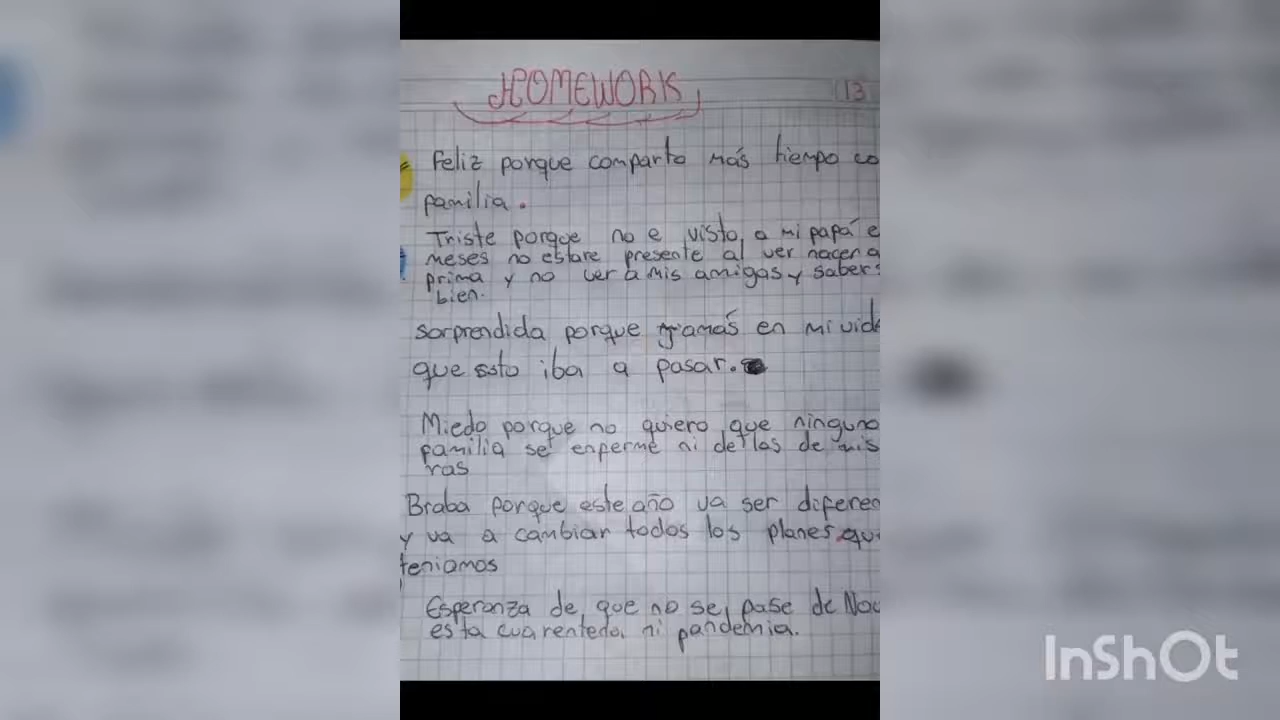 HOMEWORK
13
Feliz porque comparto más tiempo co
familia.
Triste porque no e visto a mi papá e
meses no estare presente al ver nacer a
prima y no ver a mis amigas y saber
bien.
sorprendida porque jamás en mi vida
que esto iba a pasar.
Miedo porque no quiero que ninguno
familia se enferme ni de las de mis
ras
Braba porque este año va ser diferen
y va a cambiar todos los planes qu
teniamos
Esperanza de que no se pase de Nov
esta cuarentena ni pandemia.
InShOt